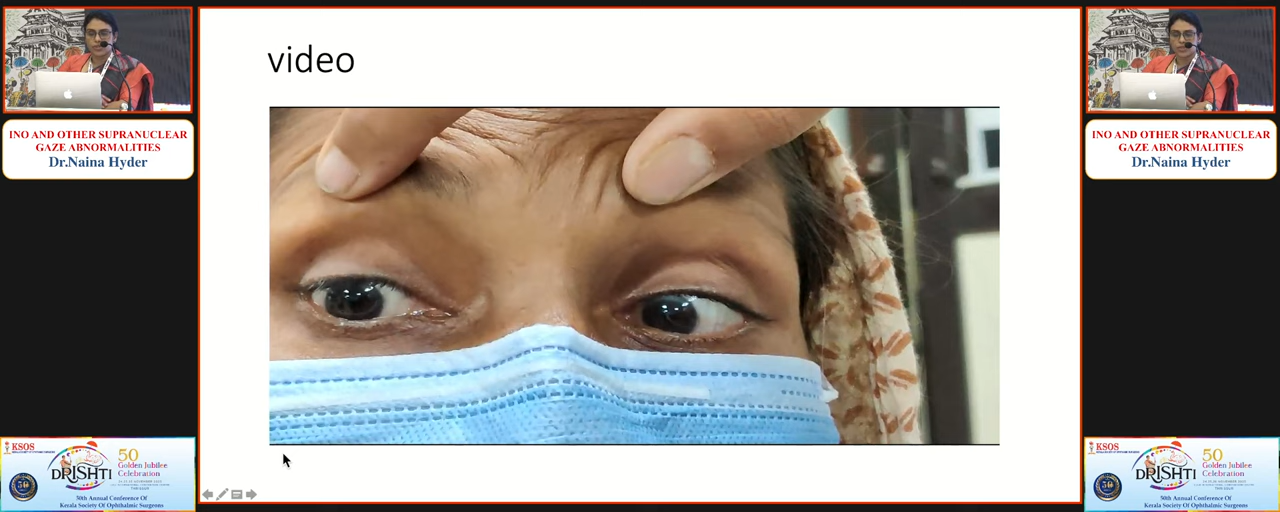 video
INO AND OTHER SUPRANUCLEAR
GAZE ABNORMALITIES
Dr.Naina Hyder
INO AND OTHER SUPRANUCLEAR
GAZE ABNORMALITIES
Dr.Naina Hyder
KSOS
DRISHTI
50
Golden Jubilee
Celebration
50th Annual Conference Of
Kerala Society Of Ophthalmic Surgeons
KSOS
DRISHTI
50
Golden Jubilee
Celebration
50th Annual Conference Of
Kerala Society Of Ophthalmic Surgeons